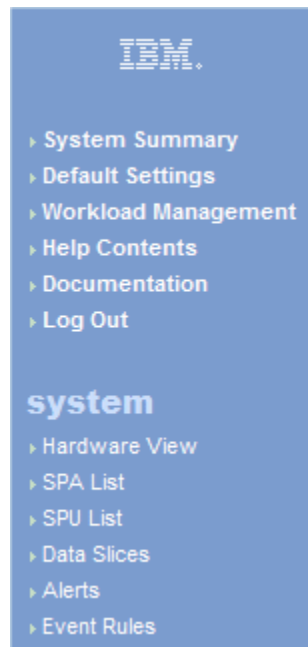 IBM.
System Summary
Default Settings
Workload Management
Help Contents
Documentation
Log Out
system
Hardware View
SPA List
SPU List
Data Slices
Alerts
Event Rules